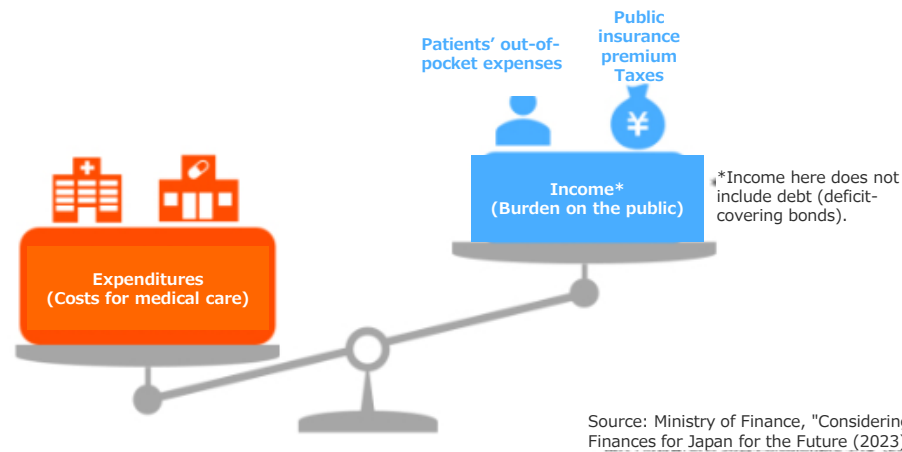 Public
insurance
premium
Taxes
Patients’ out-of-
pocket expenses
¥
Income*
(Burden on the public)
*Income here does not
include debt (deficit-
covering bonds).
Expenditures
(Costs for medical care)
Source: Ministry of Finance, "Considering
Finances for Japan for the Future (2023)